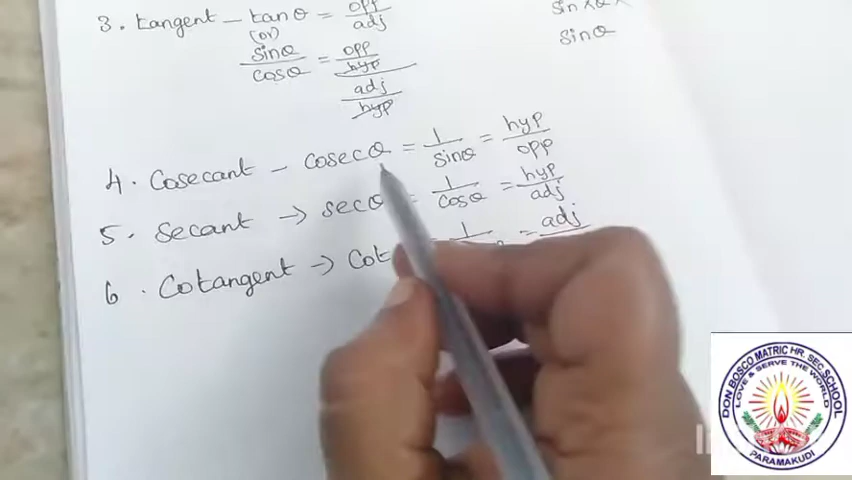 3. tangent - tanθ = opp/adj
(or)
sinθ/cosθ = opp/hyp / adj/hyp
sinθ
4. Cosecant - cosecθ = 1/sinθ = hyp/opp
5. Secant → secθ = 1/cosθ = hyp/adj
6. Cotangent → Cot = 1 = adj
DON BOSCO MATRIC HR. SEC. SCHOOL
LOVE & SERVE THE WORLD
PARAMAKUDI